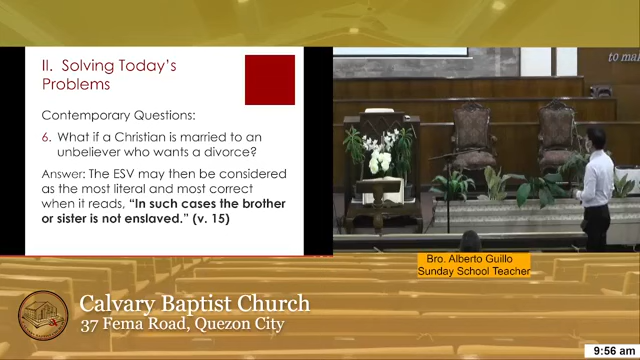 II. Solving Today's
Problems
Contemporary Questions:
6. What if a Christian is married to an
unbeliever who wants a divorce?
Answer: The ESV may then be considered
as the most literal and most correct
when it reads, “In such cases the brother
or sister is not enslaved.” (v. 15)
to mak
Bro. Alberto Guillo
Sunday School Teacher
Calvary Baptist Church
37 Fema Road, Quezon City
9:56 am